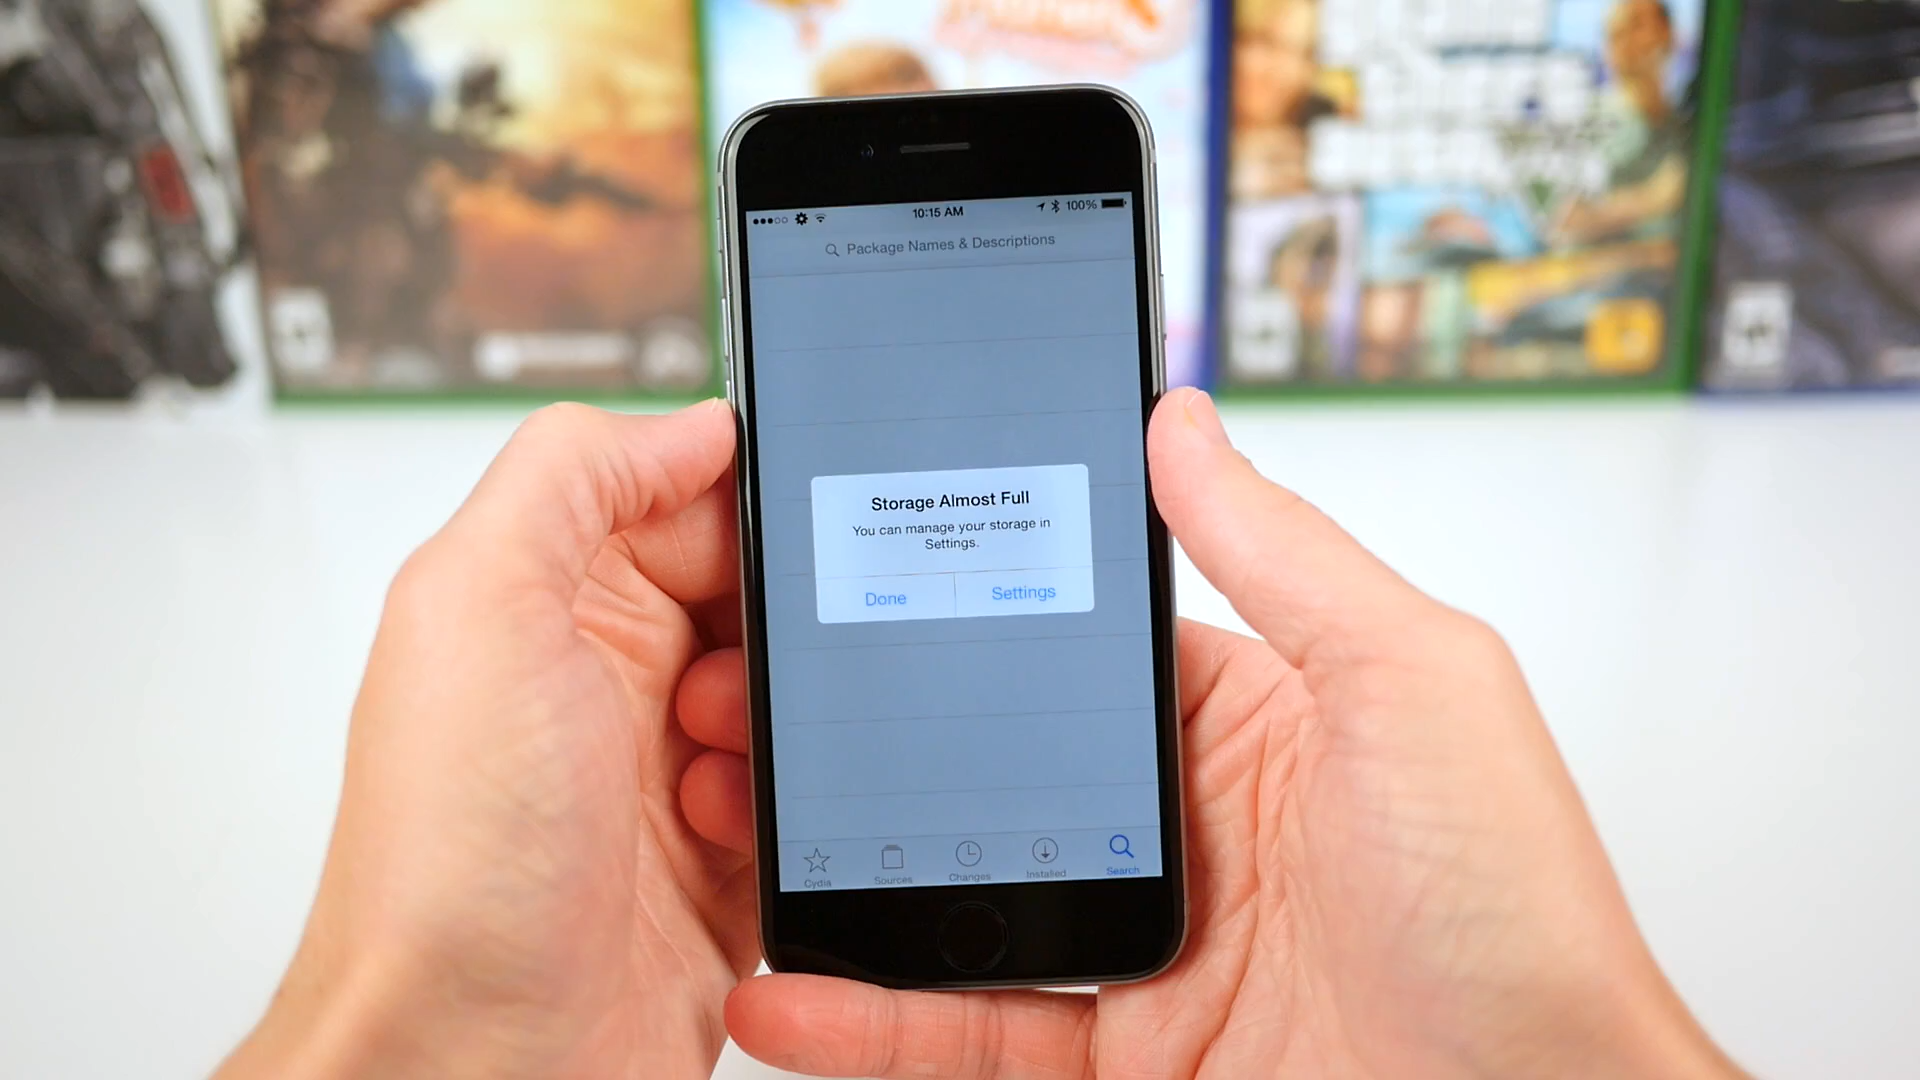 10:15 AM
100%
Package Names & Descriptions
Storage Almost Full
You can manage your storage in
Settings.
Done
Settings
Cydia
Sources
Changes
Installed
Search